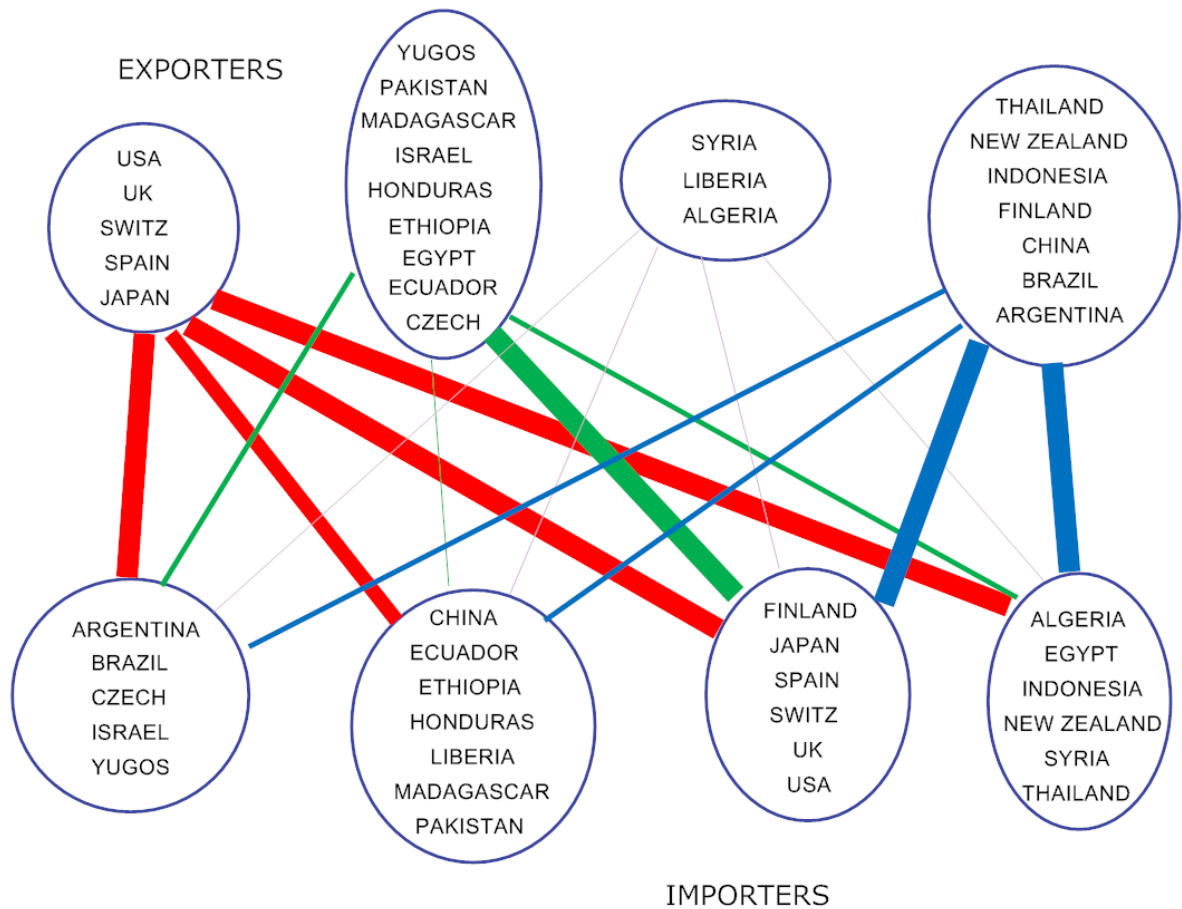 EXPORTERS
USA
UK
SWITZ
SPAIN
JAPAN
YUGOS
PAKISTAN
MADAGASCAR
ISRAEL
HONDURAS
ETHIOPIA
EGYPT
ECUADOR
CZECH
SYRIA
LIBERIA
ALGERIA
THAILAND
NEW ZEALAND
INDONESIA
FINLAND
CHINA
BRAZIL
ARGENTINA
ARGENTINA
BRAZIL
CZECH
ISRAEL
YUGOS
CHINA
ECUADOR
ETHIOPIA
HONDURAS
LIBERIA
MADAGASCAR
PAKISTAN
FINLAND
JAPAN
SPAIN
SWITZ
UK
USA
ALGERIA
EGYPT
INDONESIA
NEW ZEALAND
SYRIA
THAILAND
IMPORTERS